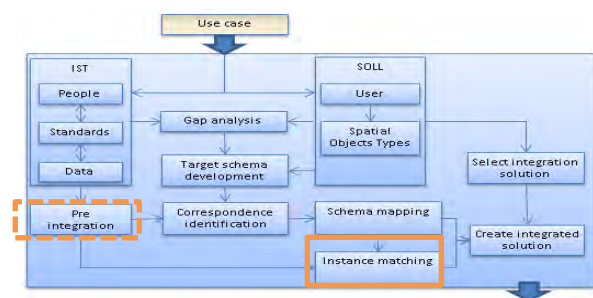 Use case
IST
SOLL
People
User
Standards
Gap analysis
Spatial
Objects Types
Data
Target schema
development
Select integration
solution
Pre
integration
Correspondence
identification
Schema mapping
Create integrated
solution
Instance matching